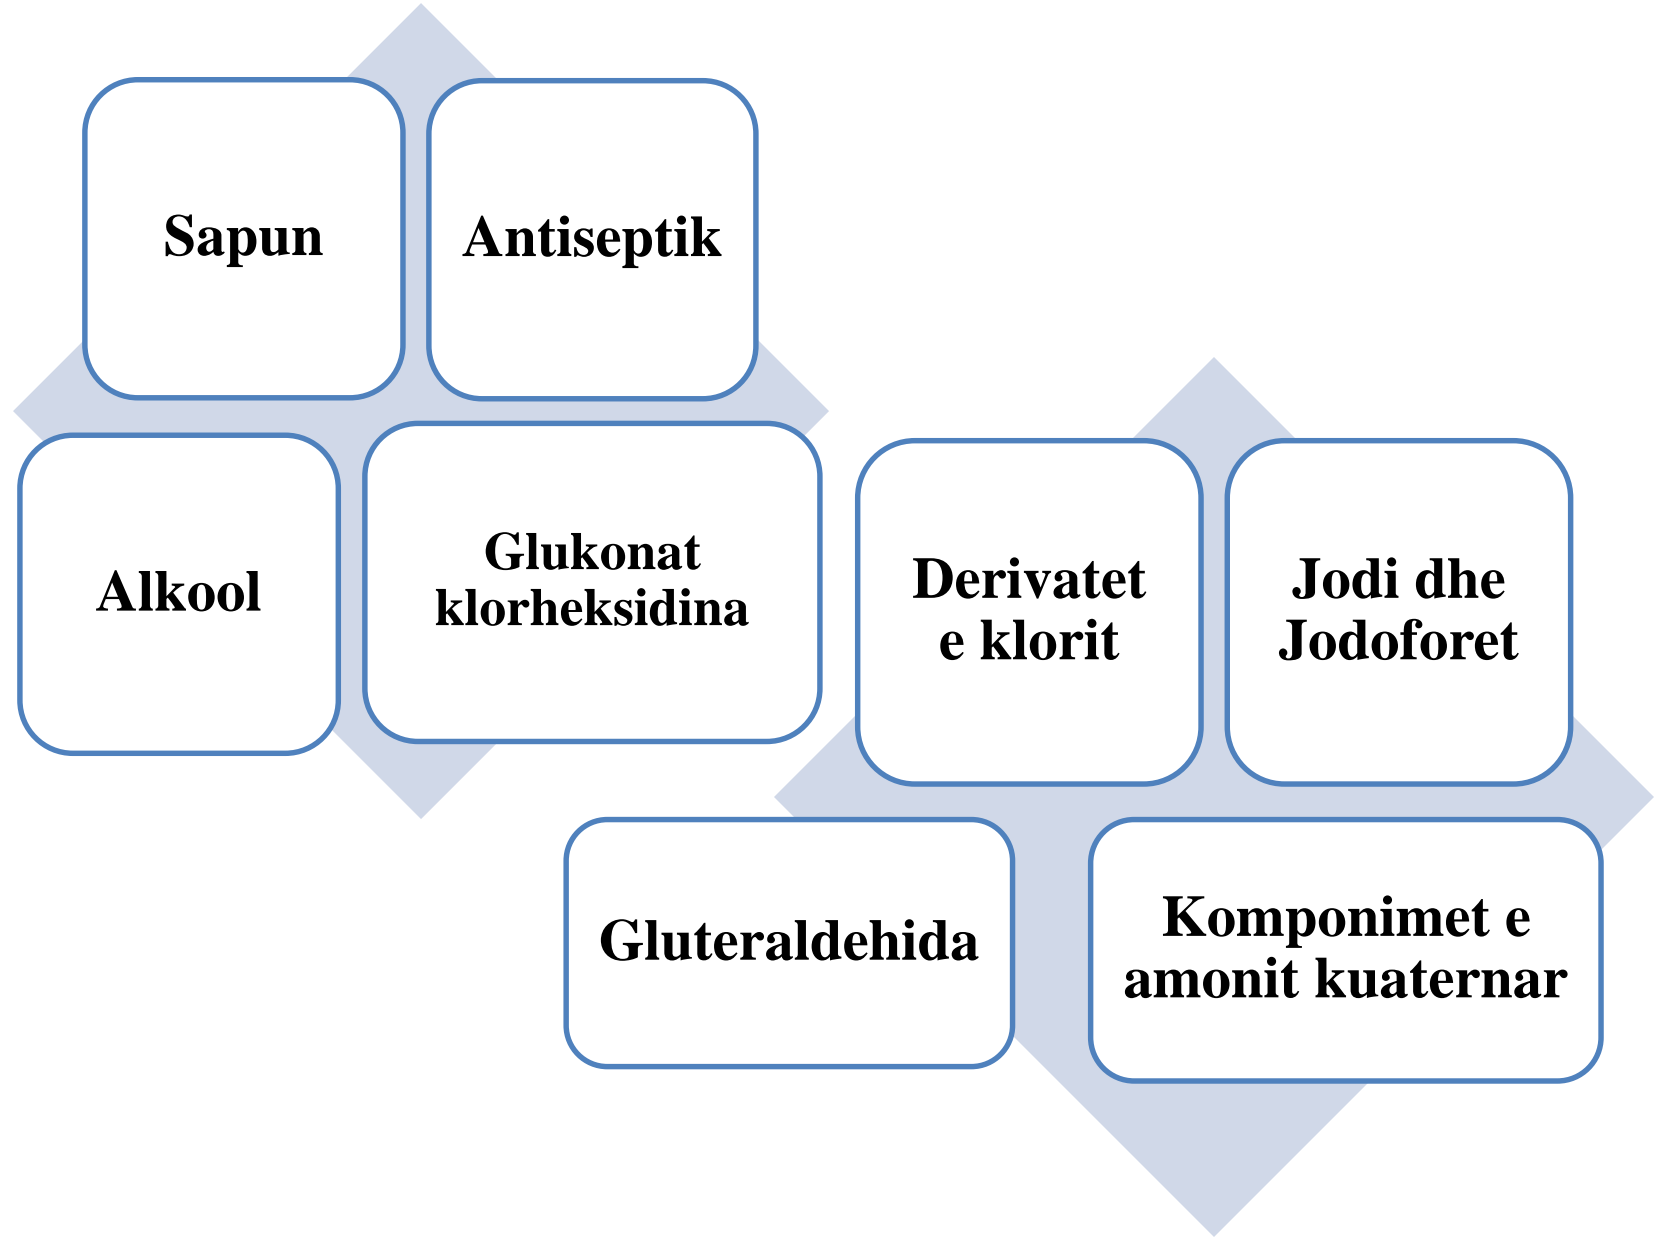 Sapun
Antiseptik
Alkool
Glukonat
klorheksidina
Derivatet
e klorit
Jodi dhe
Jodoforet
Gluteraldehida
Komponimet e
amonit kuaternar